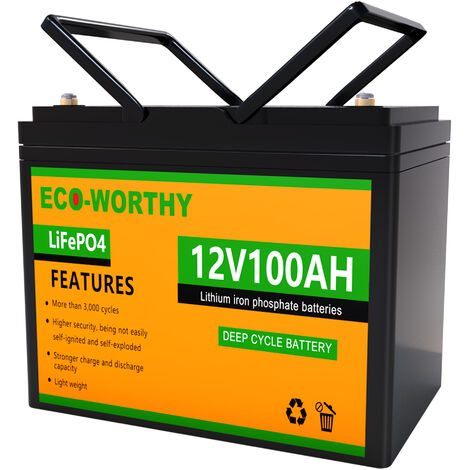 ECO-WORTHY
LiFePO4
FEATURES
More than 3,000 cycles
Higher security, being not easily
self-ignited and self-exploded
Stronger charge and discharge
capacity
Light weight
12V100AH
Lithium iron phosphate batteries
DEEP CYCLE BATTERY